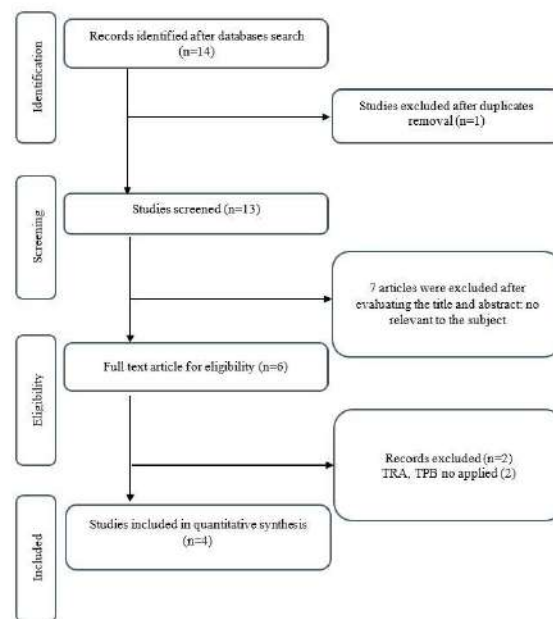 Identification
Records identified after databases search
(n=14)
Studies excluded after duplicates
removal (n=1)
Screening
Studies screened (n=13)
7 articles were excluded after
evaluating the title and abstract: no
relevant to the subject
Eligibility
Full text article for eligibility (n=6)
Records excluded (n=2)
TRA, TPB no applied (2)
Included
Studies included in quantitative synthesis
(n=4)